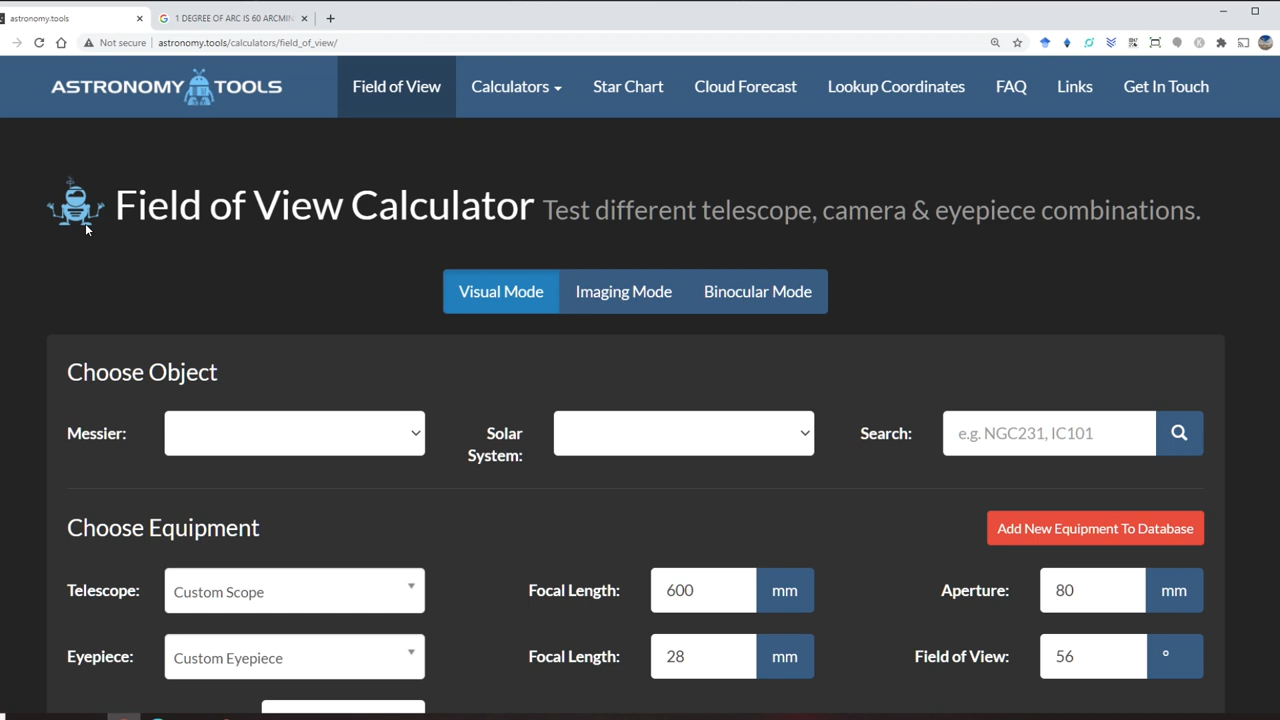 astronomy.tools
1 DEGREE OF ARC IS 60 ARCMIN
Not secure astronomy.tools/calculators/field_of_view/
ASTRONOMY TOOLS
Field of View
Calculators
Star Chart
Cloud Forecast
Lookup Coordinates
FAQ
Links
Get In Touch
Field of View Calculator Test different telescope, camera & eyepiece combinations.
Visual Mode
Imaging Mode
Binocular Mode
Choose Object
Messier:
Solar System:
Search:
e.g. NGC231, IC101
Choose Equipment
Add New Equipment To Database
Telescope:
Custom Scope
Focal Length:
600
mm
Aperture:
80
mm
Eyepiece:
Custom Eyepiece
Focal Length:
28
mm
Field of View:
56
°